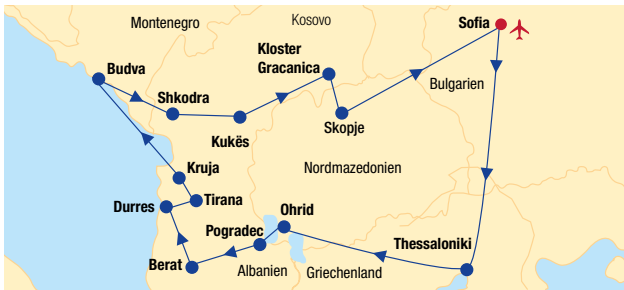 Montenegro
Kosovo
Sofia
Kloster
Gracanica
Budva
Bulgarien
Shkodra
Kukës
Skopje
Kruja
Nordmazedonien
Tirana
Durres
Ohrid
Pogradec
Thessaloniki
Berat
Albanien
Griechenland